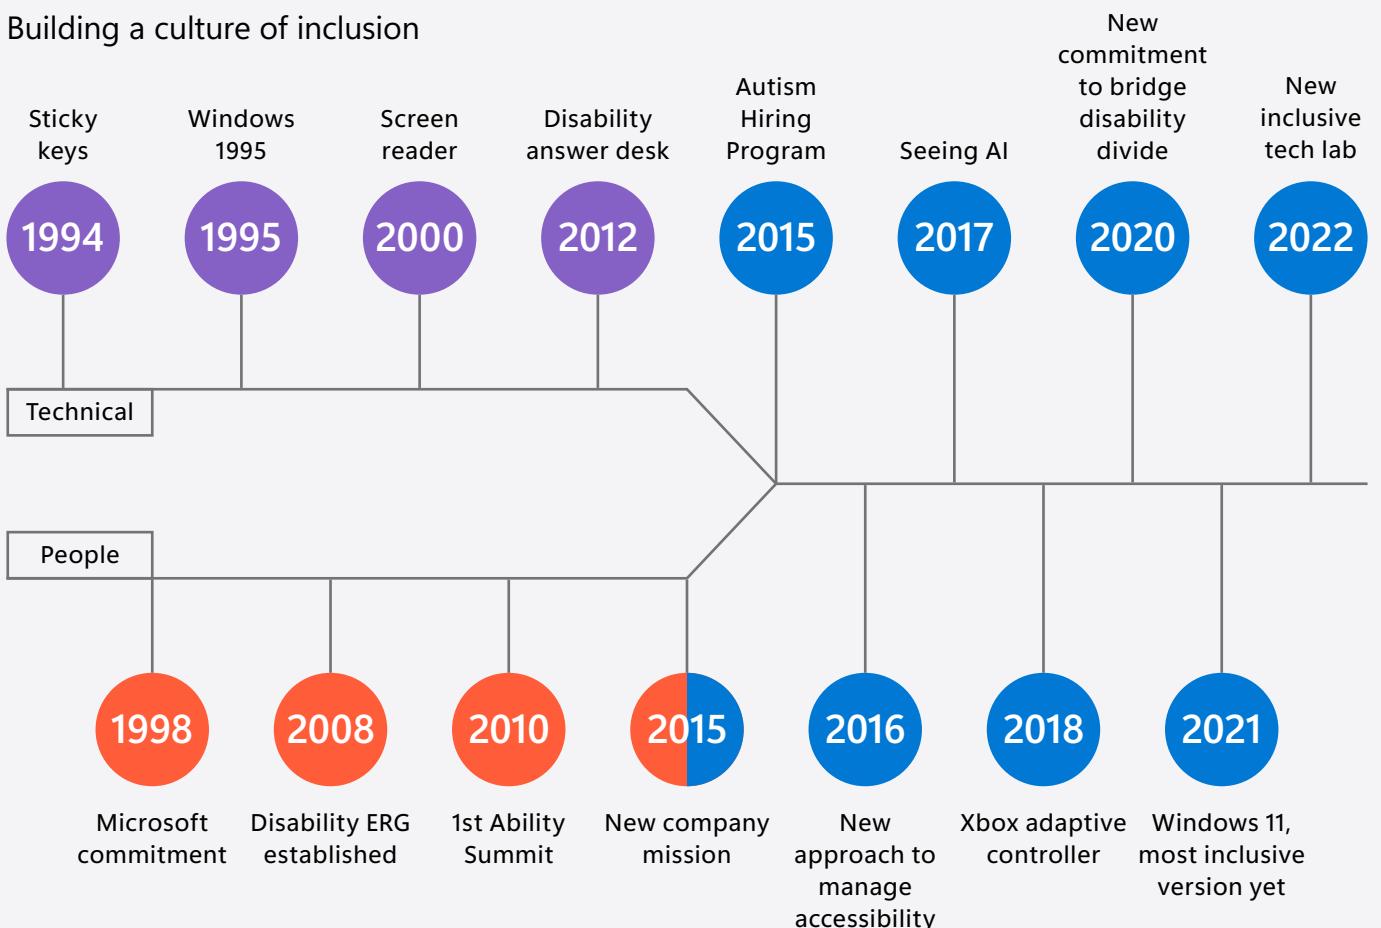 Building a culture of inclusion
Sticky
keys
Windows
1995
Screen
reader
Disability
answer desk
Autism
Hiring
Program
Seeing AI
New
commitment
to bridge
disability
divide
New
inclusive
tech lab
1994
1995
2000
2012
2015
2017
2020
2022
Technical
People
1998
2008
2010
2015
2016
2018
2021
Microsoft
commitment
Disability ERG
established
1st Ability
Summit
New company
mission
New
approach to
manage
accessibility
Xbox adaptive
controller
Windows 11,
most inclusive
version yet